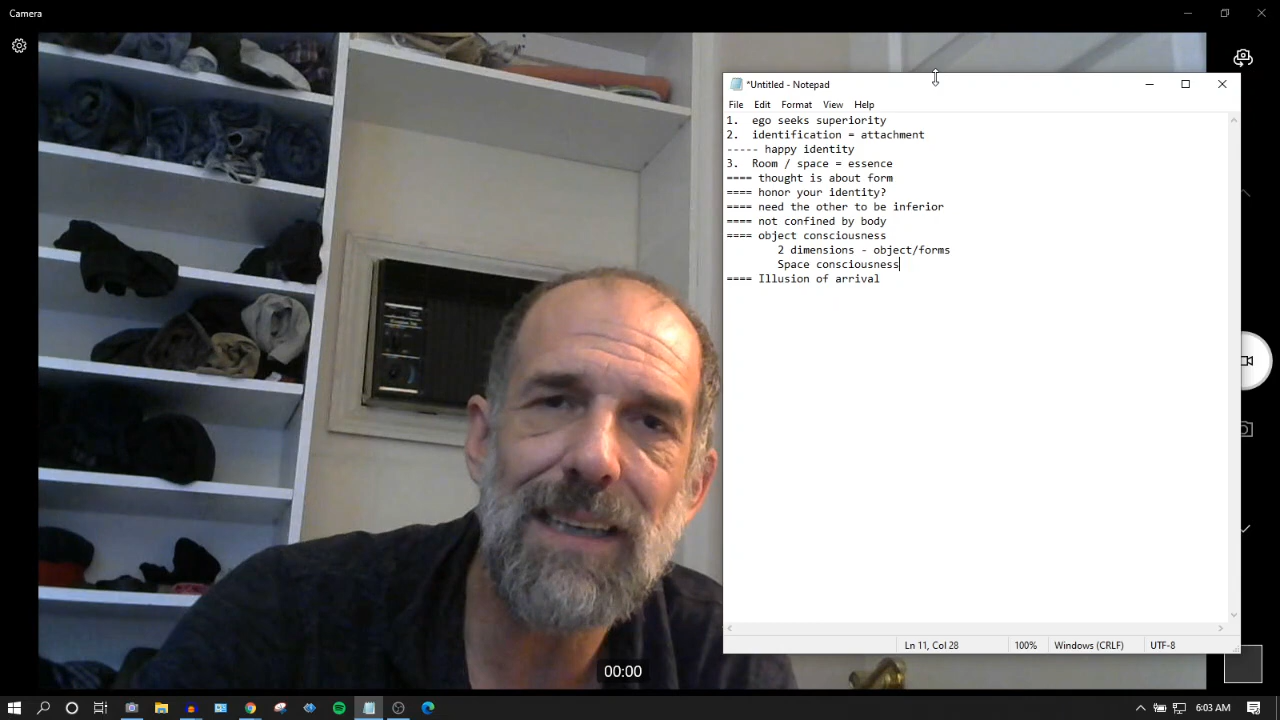 Camera
*Untitled - Notepad
File Edit Format View Help
1.  ego seeks superiority
2.  identification = attachment
----- happy identity
3.  Room / space = essence
==== thought is about form
==== honor your identity?
==== need the other to be inferior
==== not confined by body
==== object consciousness
        2 dimensions - object/forms
        Space consciousness
==== Illusion of arrival
Ln 11, Col 28 100% Windows (CRLF) UTF-8
00:00
6:03 AM